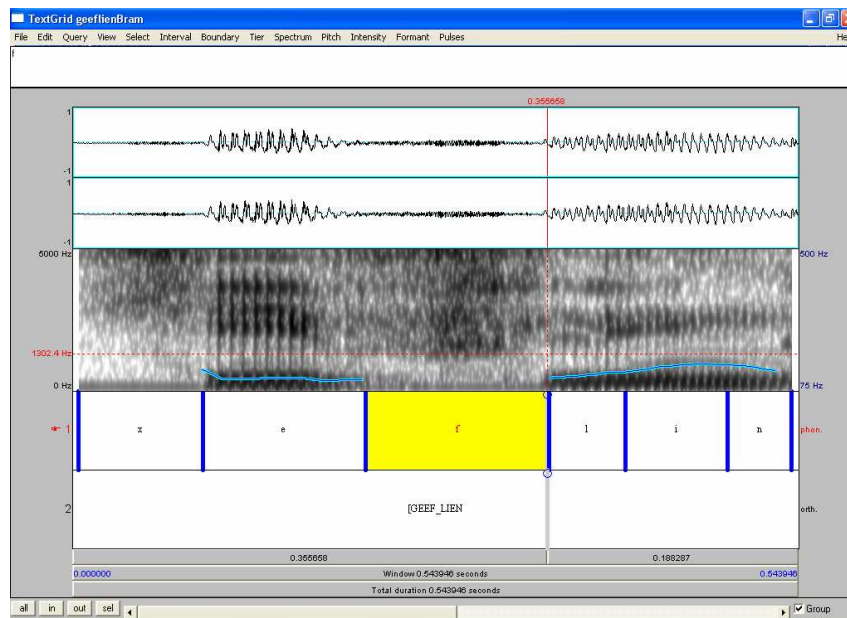 TextGrid geeflienBram
File Edit Query View Select Interval Boundary Tier Spectrum Pitch Intensity Formant Pulses He
f
0.355658
1
-1
1
-1
5000 Hz 500 Hz
1302.4 Hz
0 Hz 75 Hz
1 x e f l i n phon.
2 [GEEF_LIEN orth.
0.355658 0.188287
0.000000 Window 0.543946 seconds 0.543946
Total duration 0.543946 seconds
all in out sel Group